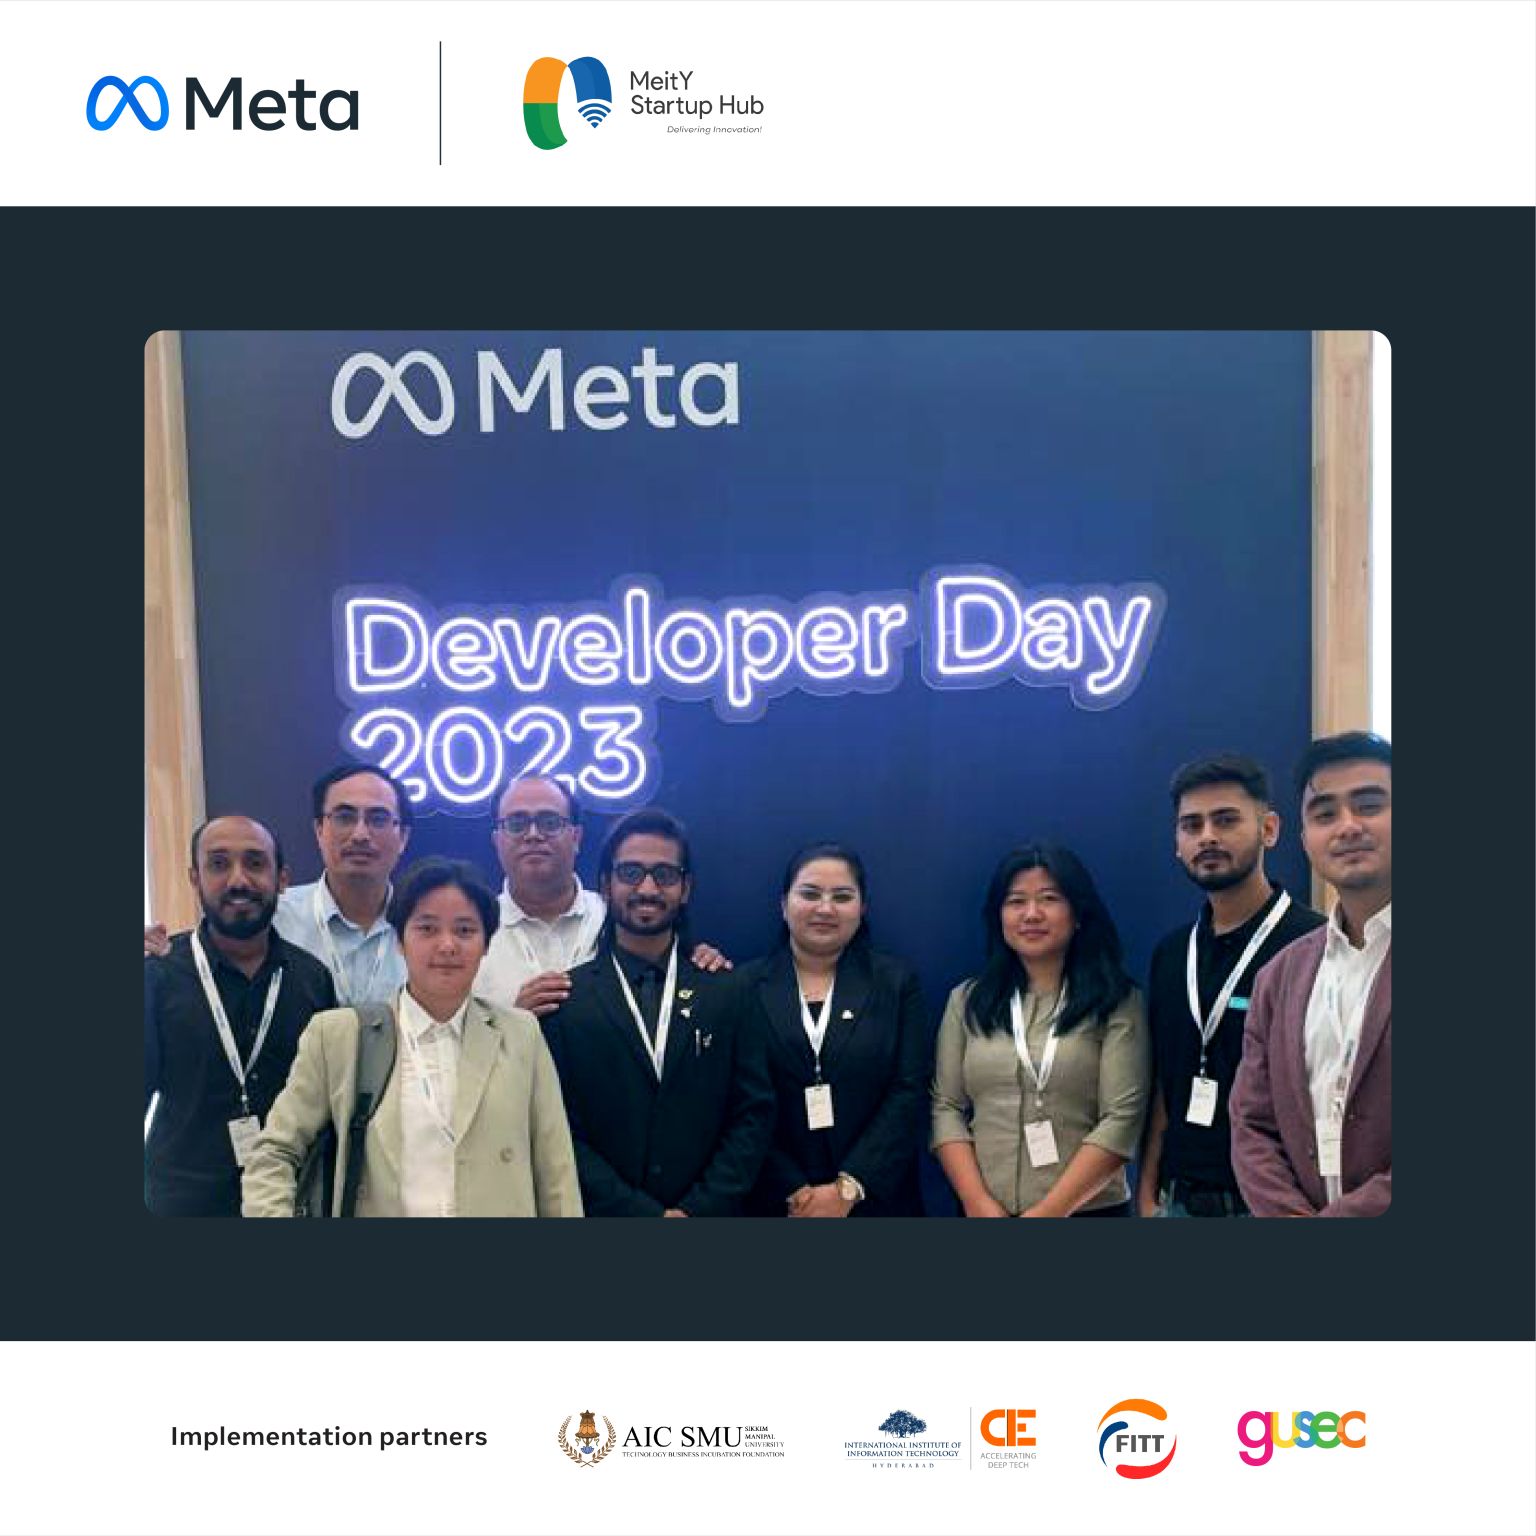 Meta
MeitY
Startup Hub
Delivering Innovation!
Meta
Developer Day
2023
Implementation partners
AIC SMU
SIKKIM
MANIPAL
UNIVERSITY
TECHNOLOGY BUSINESS INCUBATION FOUNDATION
INTERNATIONAL INSTITUTE OF
INFORMATION TECHNOLOGY
HYDERABAD
CIE
ACCELERATING
DEEP TECH
FITT
gusec